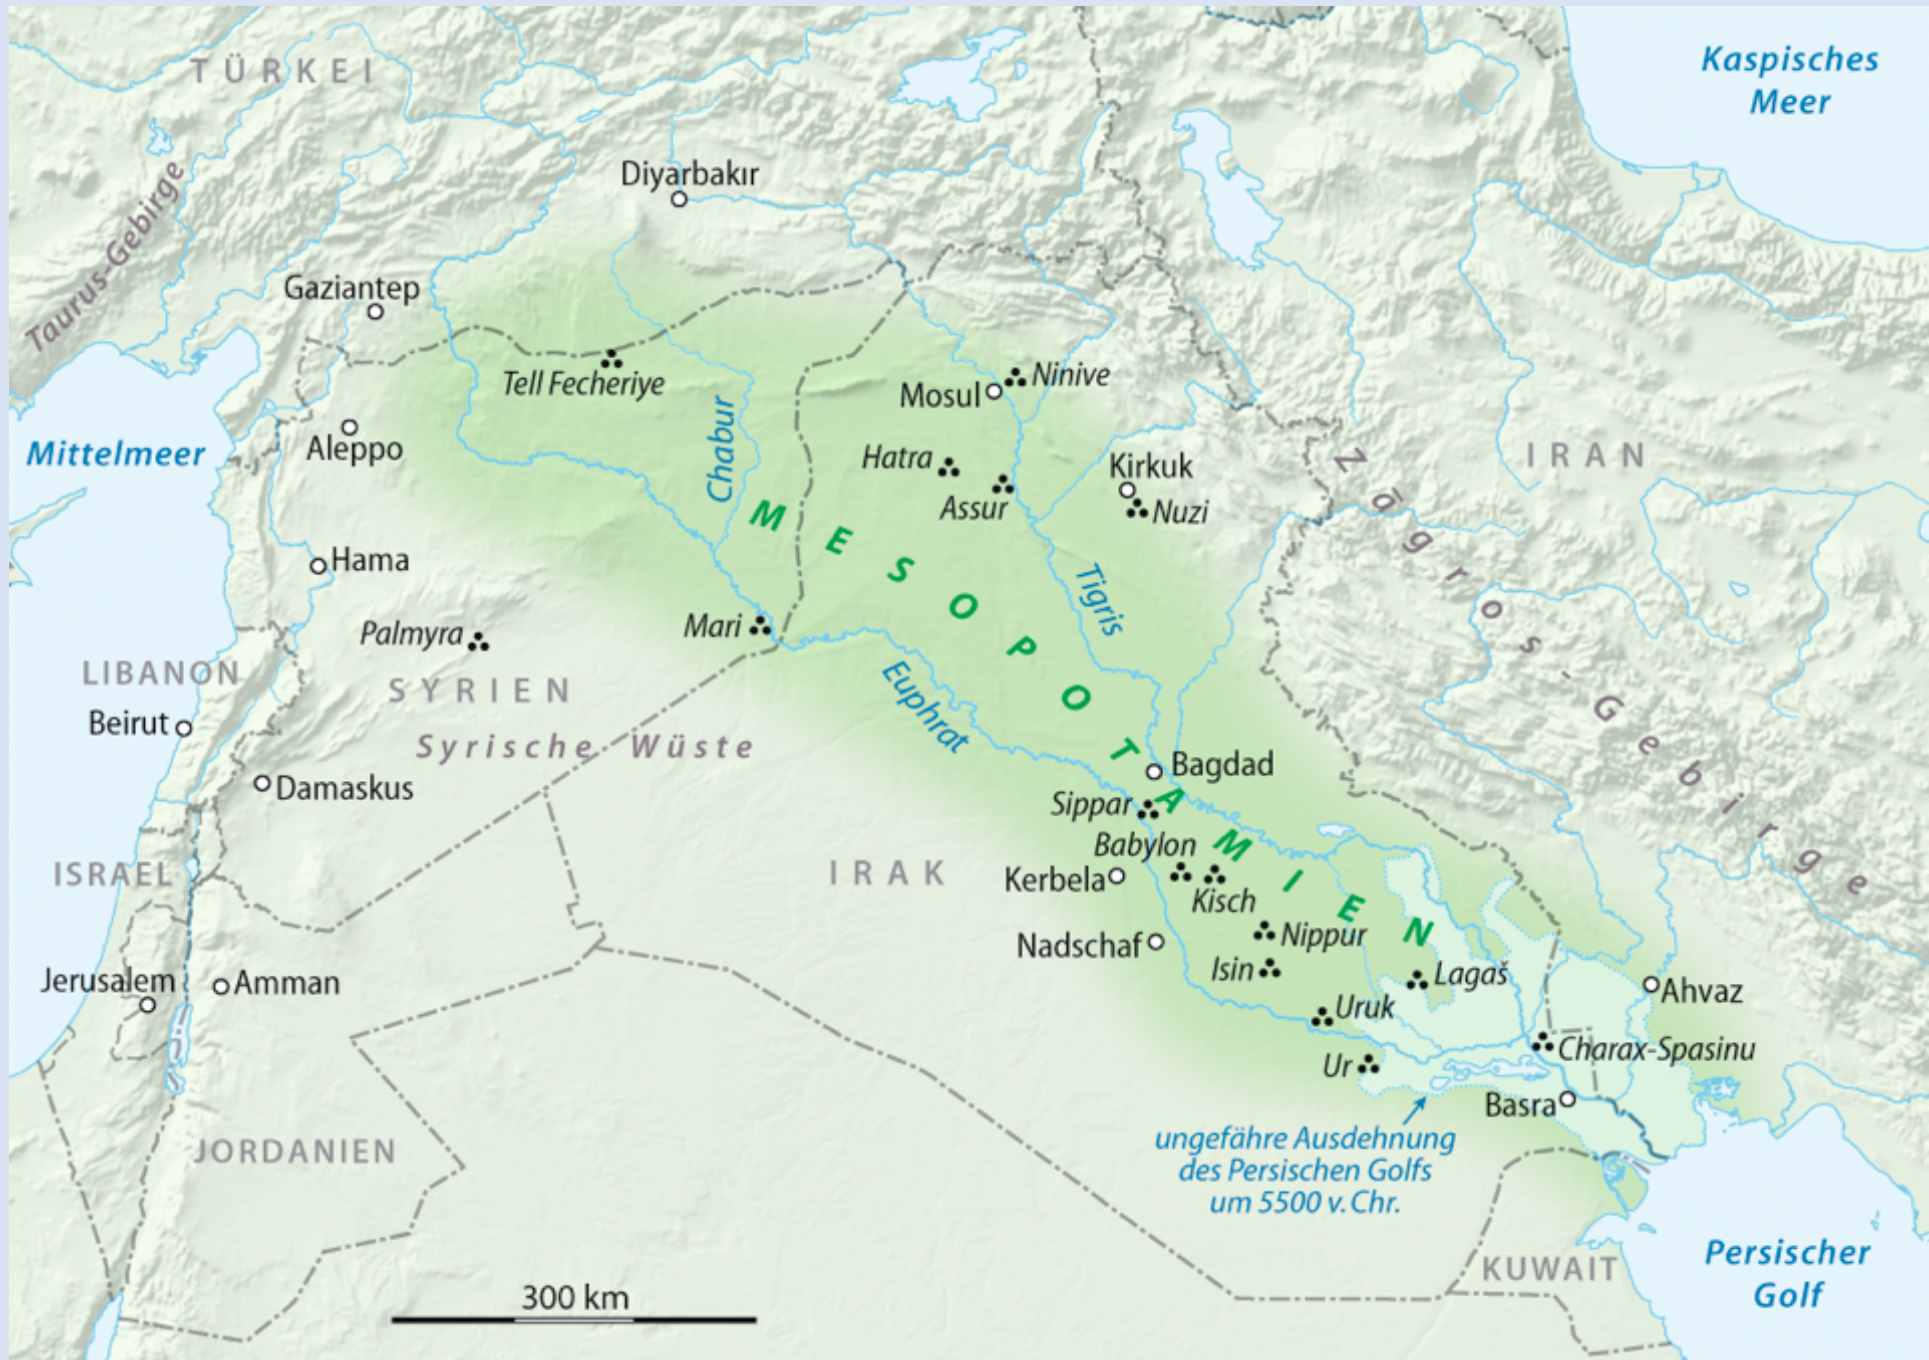 Kaspisches
Meer
TÜRKEI
Diyarbakır
Taurus-Gebirge
Gaziantep
Tell Fecheriye
Ninive
Mosul
Mittelmeer
Aleppo
Chabur
Hatra
Assur
Kirkuk
Nuzi
IRAN
Zāgros-Gebirge
MESOPOTAMIEN
Hama
Tigris
Palmyra
Mari
LIBANON
SYRIEN
Euphrat
Beirut
Syrische Wüste
Damaskus
Bagdad
Sippar
Babylon
ISRAEL
IRAK
Kerbela
Kisch
Nippur
Nadschaf
Isin
Lagaš
Jerusalem
Amman
Ahvaz
Uruk
Charax-Spasinu
Ur
Basra
ungefähre Ausdehnung
des Persischen Golfs
um 5500 v. Chr.
JORDANIEN
KUWAIT
Persischer
Golf
300 km